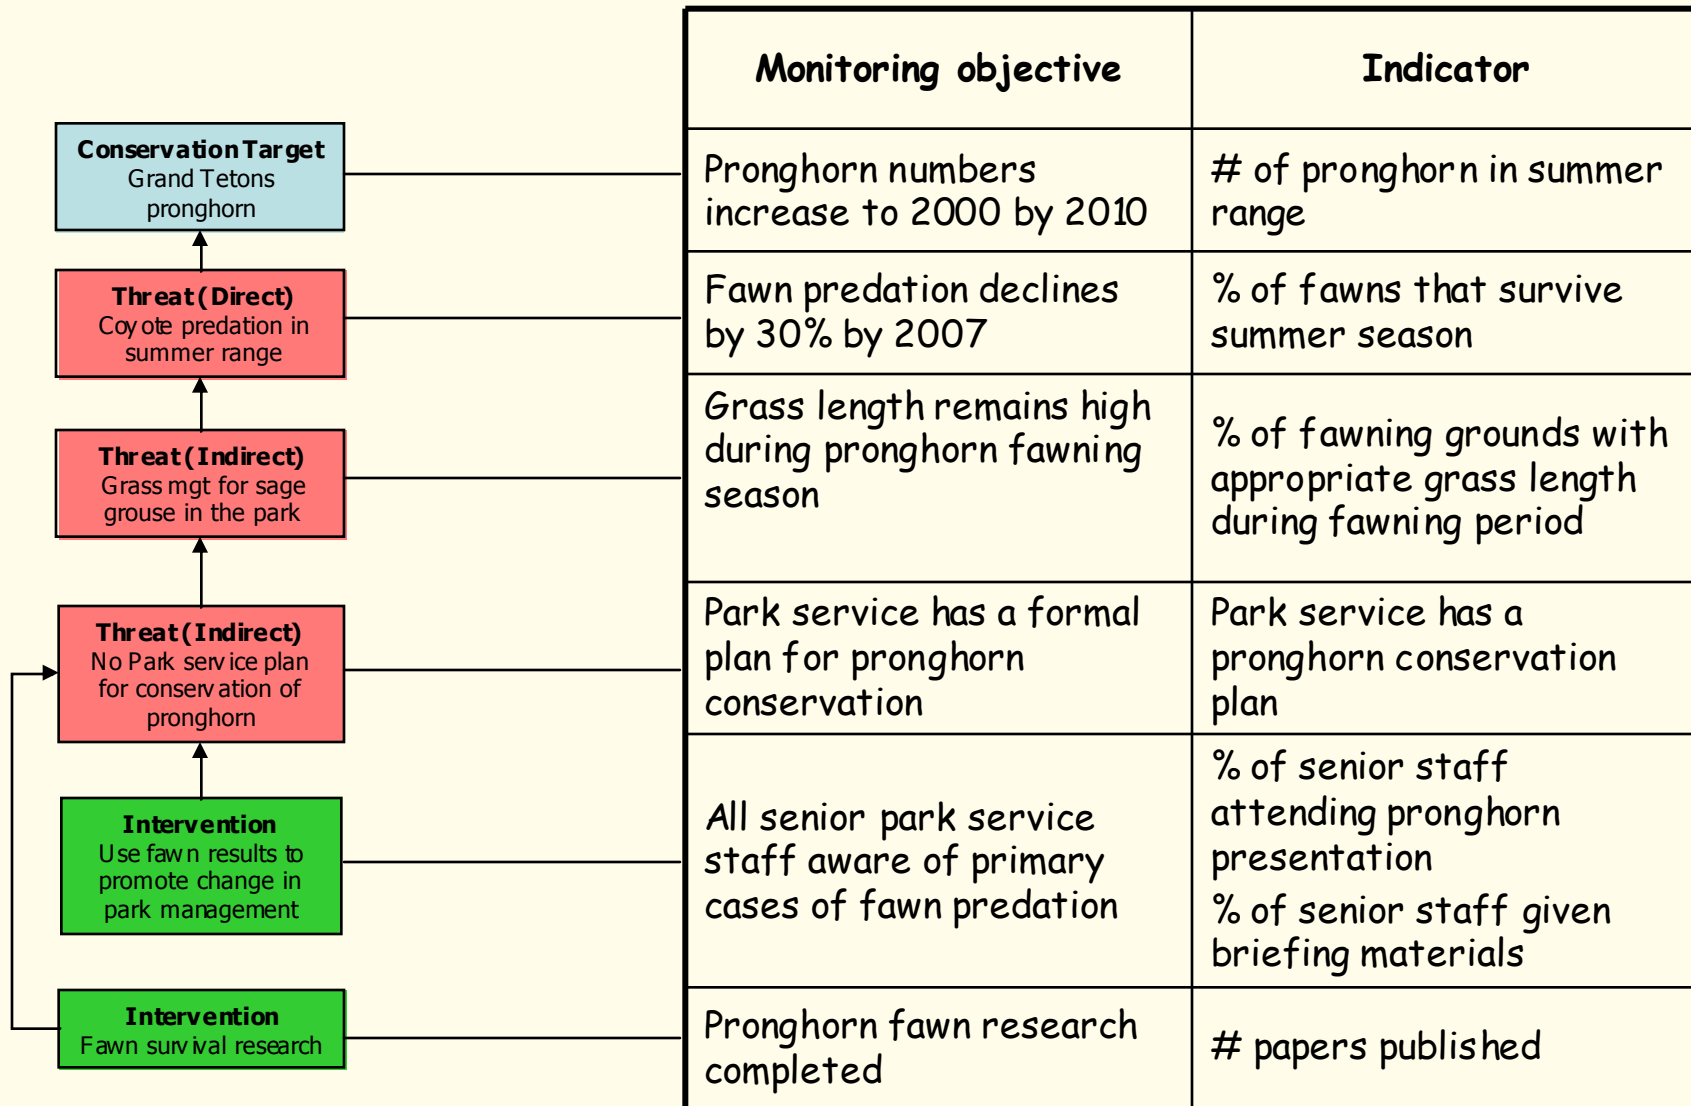 Monitoring objective
Indicator
Conservation Target
Grand Tetons
pronghorn
Pronghorn numbers
increase to 2000 by 2010
# of pronghorn in summer
range
Threat (Direct)
Coyote predation in
summer range
Fawn predation declines
by 30% by 2007
% of fawns that survive
summer season
Threat (Indirect)
Grass mgt for sage
grouse in the park
Grass length remains high
during pronghorn fawning
season
% of fawning grounds with
appropriate grass length
during fawning period
Threat (Indirect)
No Park service plan
for conservation of
pronghorn
Park service has a formal
plan for pronghorn
conservation
Park service has a
pronghorn conservation
plan
Intervention
Use fawn results to
promote change in
park management
All senior park service
staff aware of primary
cases of fawn predation
% of senior staff
attending pronghorn
presentation
% of senior staff given
briefing materials
Intervention
Fawn survival research
Pronghorn fawn research
completed
# papers published